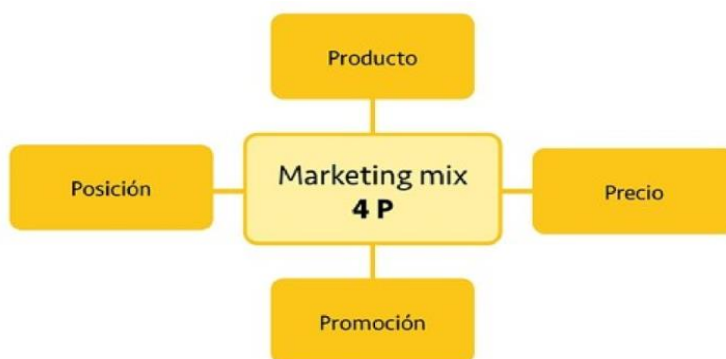 Producto
Posición
Marketing mix
4 P
Precio
Promoción